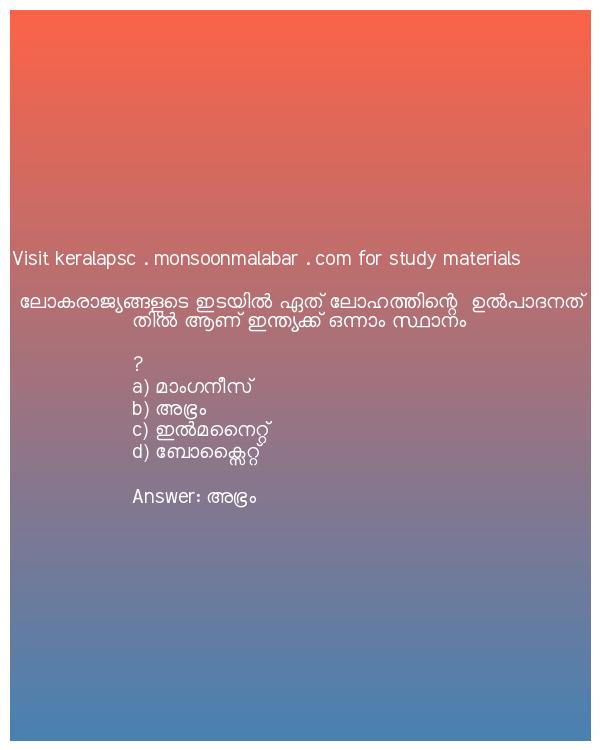 Visit keralapsc . monsoonmalabar . com for study materials
ലോകരാജ്യങ്ങളുടെ ഇടയിൽ ഏത് ലോഹത്തിന്റെ ഉൽപാദനത്
തിൽ ആണ് ഇന്ത്യക്ക് ഒന്നാം സ്ഥാനം
?
a) മാംഗനീസ്
b) അഭ്രം
c) ഇൽമനൈറ്റ്
d) ബോക്സൈറ്റ്
Answer: അഭ്രം